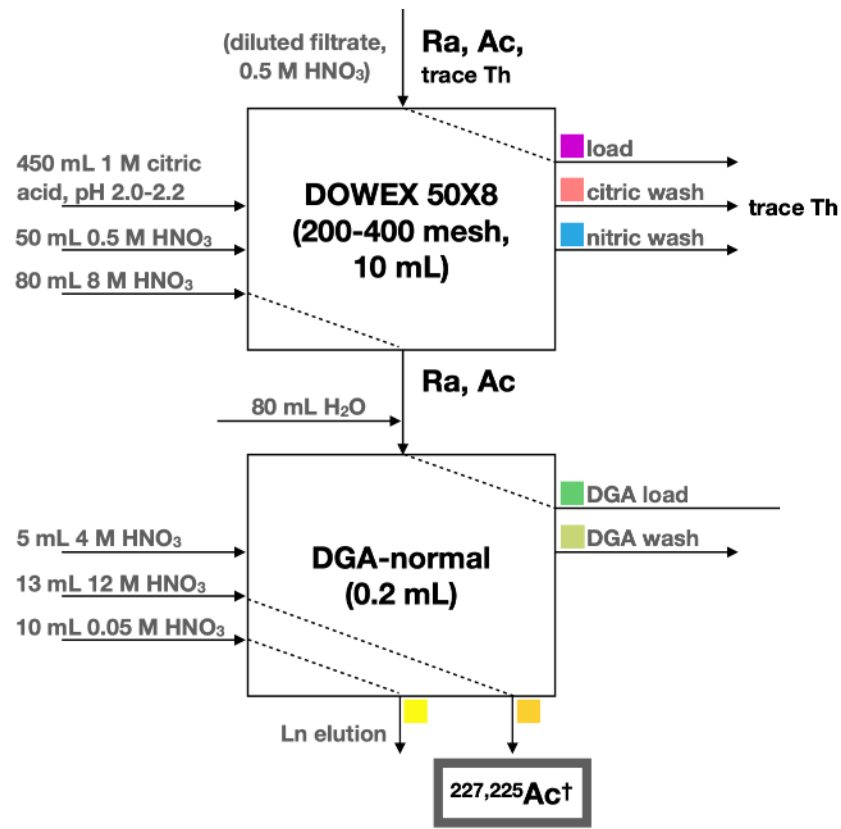 (diluted filtrate,
0.5 M HNO₃)
Ra, Ac,
trace Th
450 mL 1 M citric
acid, pH 2.0-2.2
50 mL 0.5 M HNO₃
80 mL 8 M HNO₃
DOWEX 50X8
(200-400 mesh,
10 mL)
load
citric wash
nitric wash
trace Th
Ra, Ac
80 mL H₂O
5 mL 4 M HNO₃
13 mL 12 M HNO₃
10 mL 0.05 M HNO₃
DGA-normal
(0.2 mL)
DGA load
DGA wash
Ln elution
²²⁷,²²⁵Ac†